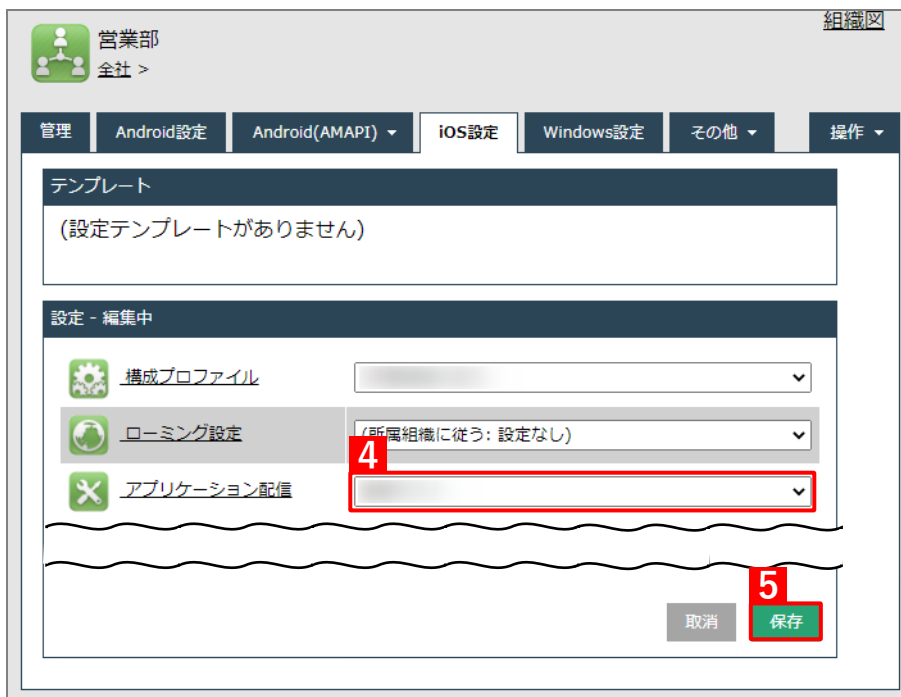 組織図
営業部
全社 >
管理 Android設定 Android(AMAPI) iOS設定 Windows設定 その他 操作
テンプレート
(設定テンプレートがありません)
設定 - 編集中
構成プロファイル
ローミング設定 (所属組織に従う: 設定なし)
4
アプリケーション配信
5
取消 保存